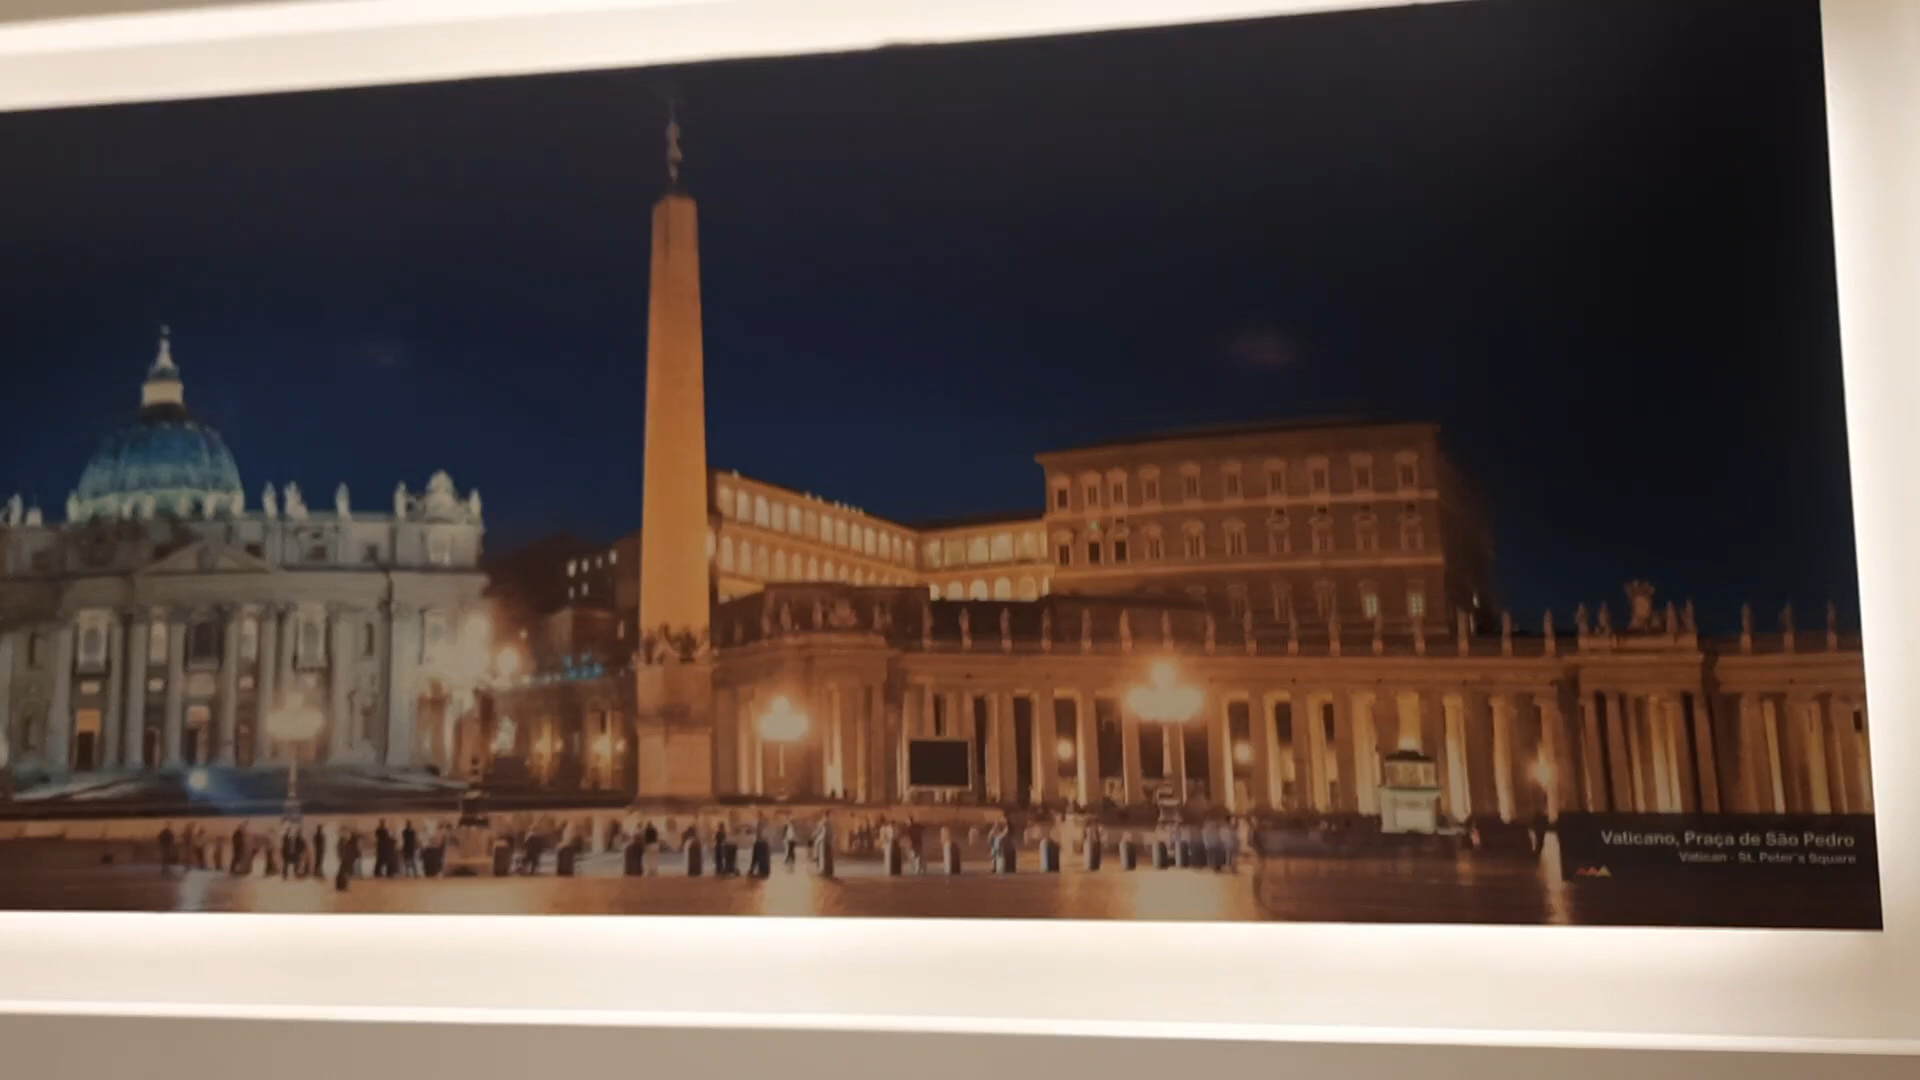 Vaticano, Praça de São Pedro
Vatican - St. Peter's Square